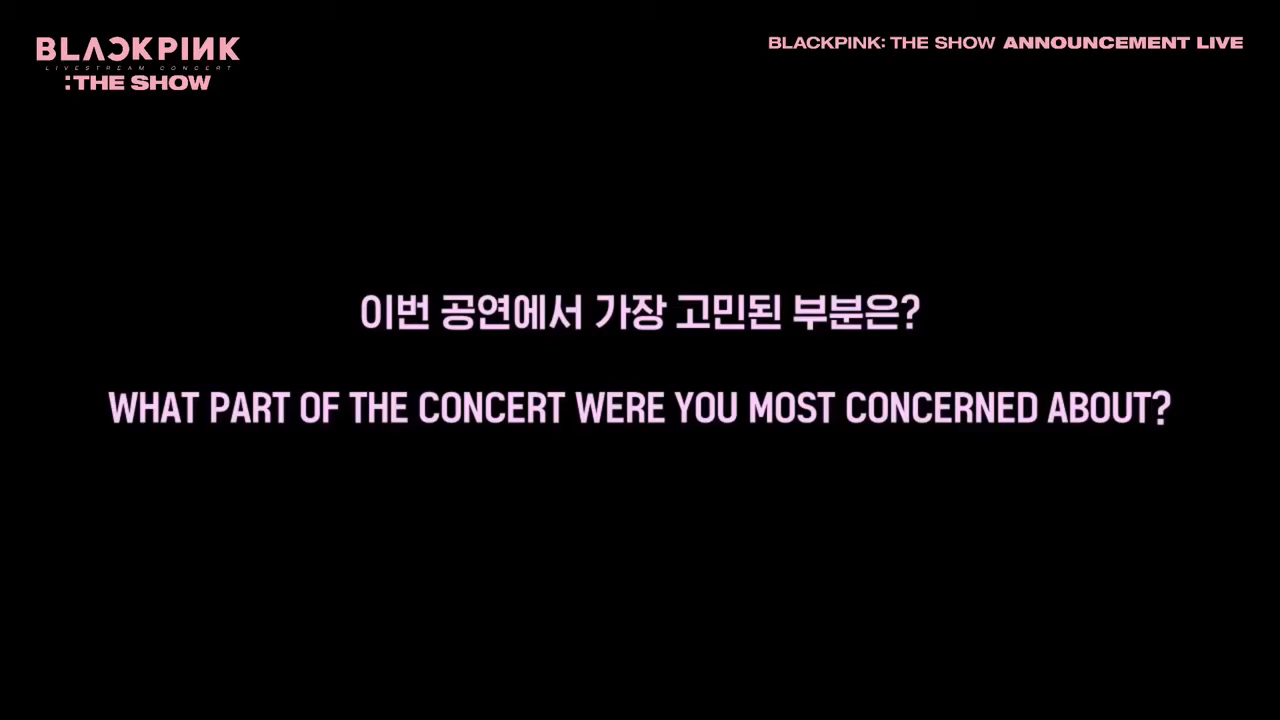 BLACKPINK
LIVESTREAM CONCERT
:THE SHOW
BLACKPINK: THE SHOW ANNOUNCEMENT LIVE
이번 공연에서 가장 고민된 부분은?
WHAT PART OF THE CONCERT WERE YOU MOST CONCERNED ABOUT?